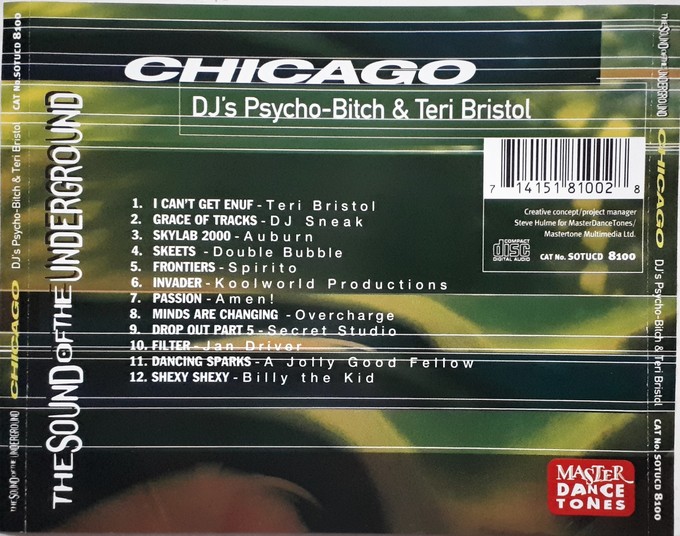 CHICAGO
DJ's Psycho-Bitch & Teri Bristol
1. I CAN'T GET ENUF - Teri Bristol
2. GRACE OF TRACKS - DJ Sneak
3. SKYLAB 2000 - Auburn
4. SKEETS - Double Bubble
5. FRONTIERS - Spirito
6. INVADER - Koolworld Productions
7. PASSION - Amen!
8. MINDS ARE CHANGING - Overcharge
9. DROP OUT PART 5 - Secret Studio
10. FILTER - Jan Driver
11. DANCING SPARKS - A Jolly Good Fellow
12. SHEXY SHEXY - Billy the Kid
7 14151 81002 8
Creative concept/project manager
Steve Hulme for MasterDanceTones/
Mastertone Multimedia Ltd.
COMPACT
disc
DIGITAL AUDIO
CAT No. SOTUCD 8100
MASTER
DANCE
TONES
THE SOUND OF THE UNDERGROUND
THE SOUND OF THE UNDERGROUND CHICAGO DJ's Psycho-Bitch & Teri Bristol CAT No. SOTUCD 8100
THE SOUND OF THE UNDERGROUND CHICAGO DJ's Psycho-Bitch & Teri Bristol CAT No. SOTUCD 8100